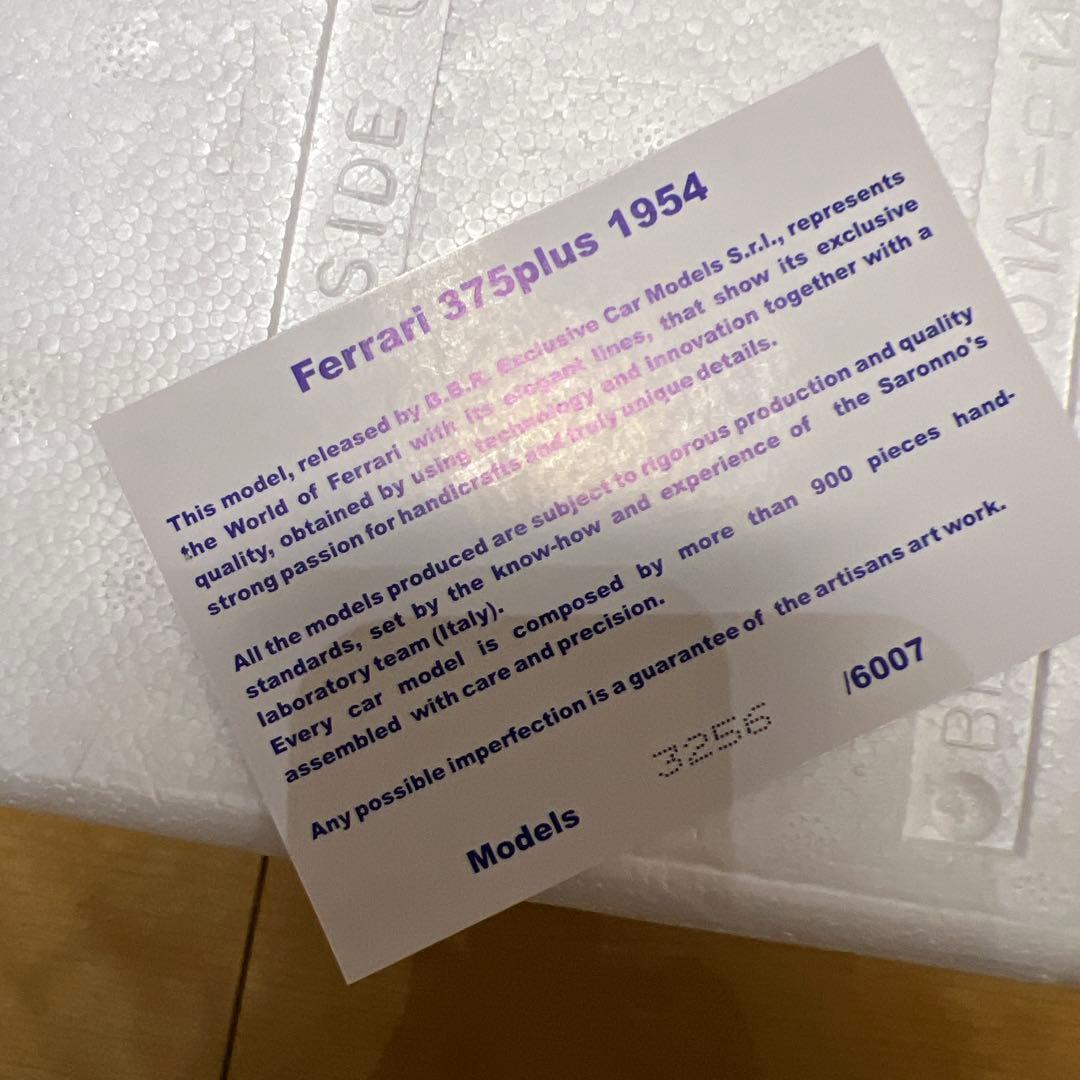 Ferrari 375plus 1954
This model, released by B.B.R. Exclusive Car Models S.r.l., represents
the World of Ferrari with its elegant lines, that show its exclusive
quality, obtained by using technology and innovation together with a
strong passion for handicrafts and truly unique details.
All the models produced are subject to rigorous production and quality
standards, set by the know-how and experience of the Saronno's
laboratory team (Italy).
Every car model is composed by more than 900 pieces hand-
assembled with care and precision.
Any possible imperfection is a guarantee of the artisans art work.
Models 3256 /6007
SIDE